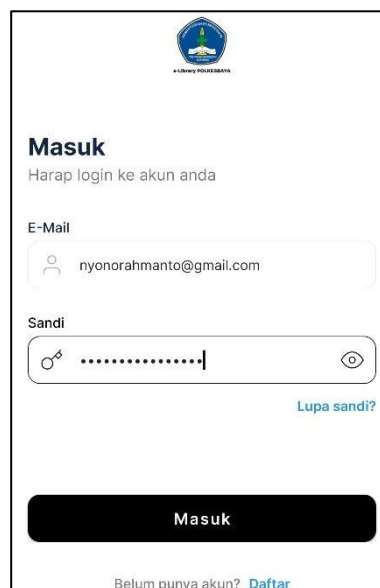 e-Library POLKESBAYA
Masuk
Harap login ke akun anda
E-Mail
nyonorahmanto@gmail.com
Sandi
••••••••••••••••
Lupa sandi?
Masuk
Belum punya akun? Daftar